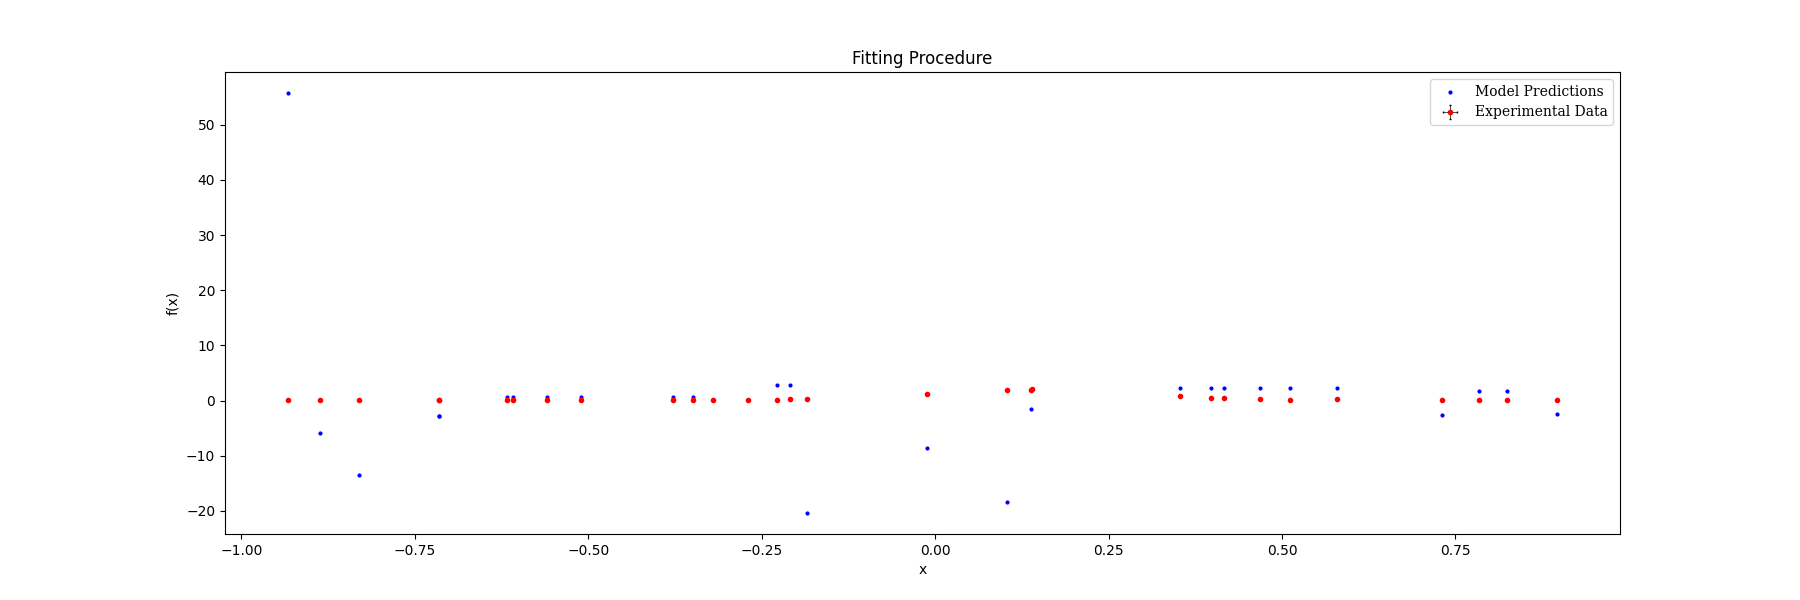 Fitting Procedure
Model Predictions
Experimental Data
50
40
30
20
10
0
−10
−20
f(x)
−1.00 −0.75 −0.50 −0.25 0.00 0.25 0.50 0.75
x